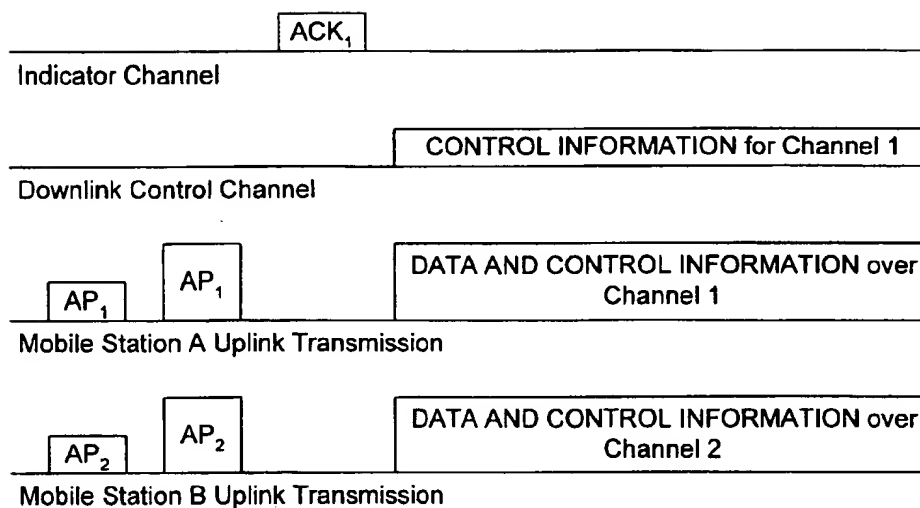 ACK₁
Indicator Channel
CONTROL INFORMATION for Channel 1
Downlink Control Channel
AP₁
AP₁
DATA AND CONTROL INFORMATION over
Channel 1
Mobile Station A Uplink Transmission
AP₂
AP₂
DATA AND CONTROL INFORMATION over
Channel 2
Mobile Station B Uplink Transmission